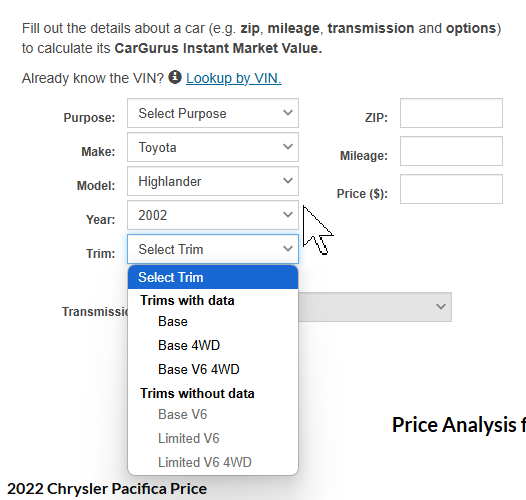 Fill out the details about a car (e.g. zip, mileage, transmission and options)
to calculate its CarGurus Instant Market Value.
Already know the VIN? Lookup by VIN.
Purpose: Select Purpose ZIP:
Make: Toyota
Mileage:
Model: Highlander
Price ($):
Year: 2002
Trim: Select Trim
Select Trim
Trims with data
Transmissio
Base
Base 4WD
Base V6 4WD
Trims without data
Base V6
Price Analysis f
Limited V6
Limited V6 4WD
2022 Chrysler Pacifica Price